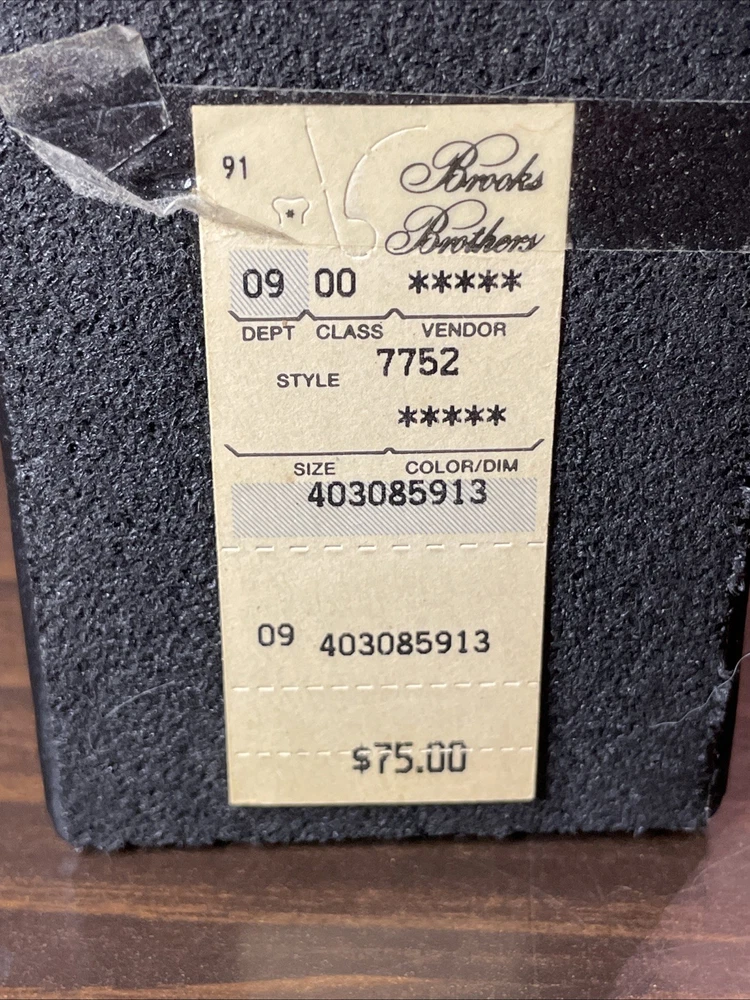 91
Brooks
Brothers
09 00 *****
DEPT CLASS VENDOR
7752
STYLE
*****
SIZE COLOR/DIM
403085913
09 403085913
$75.00